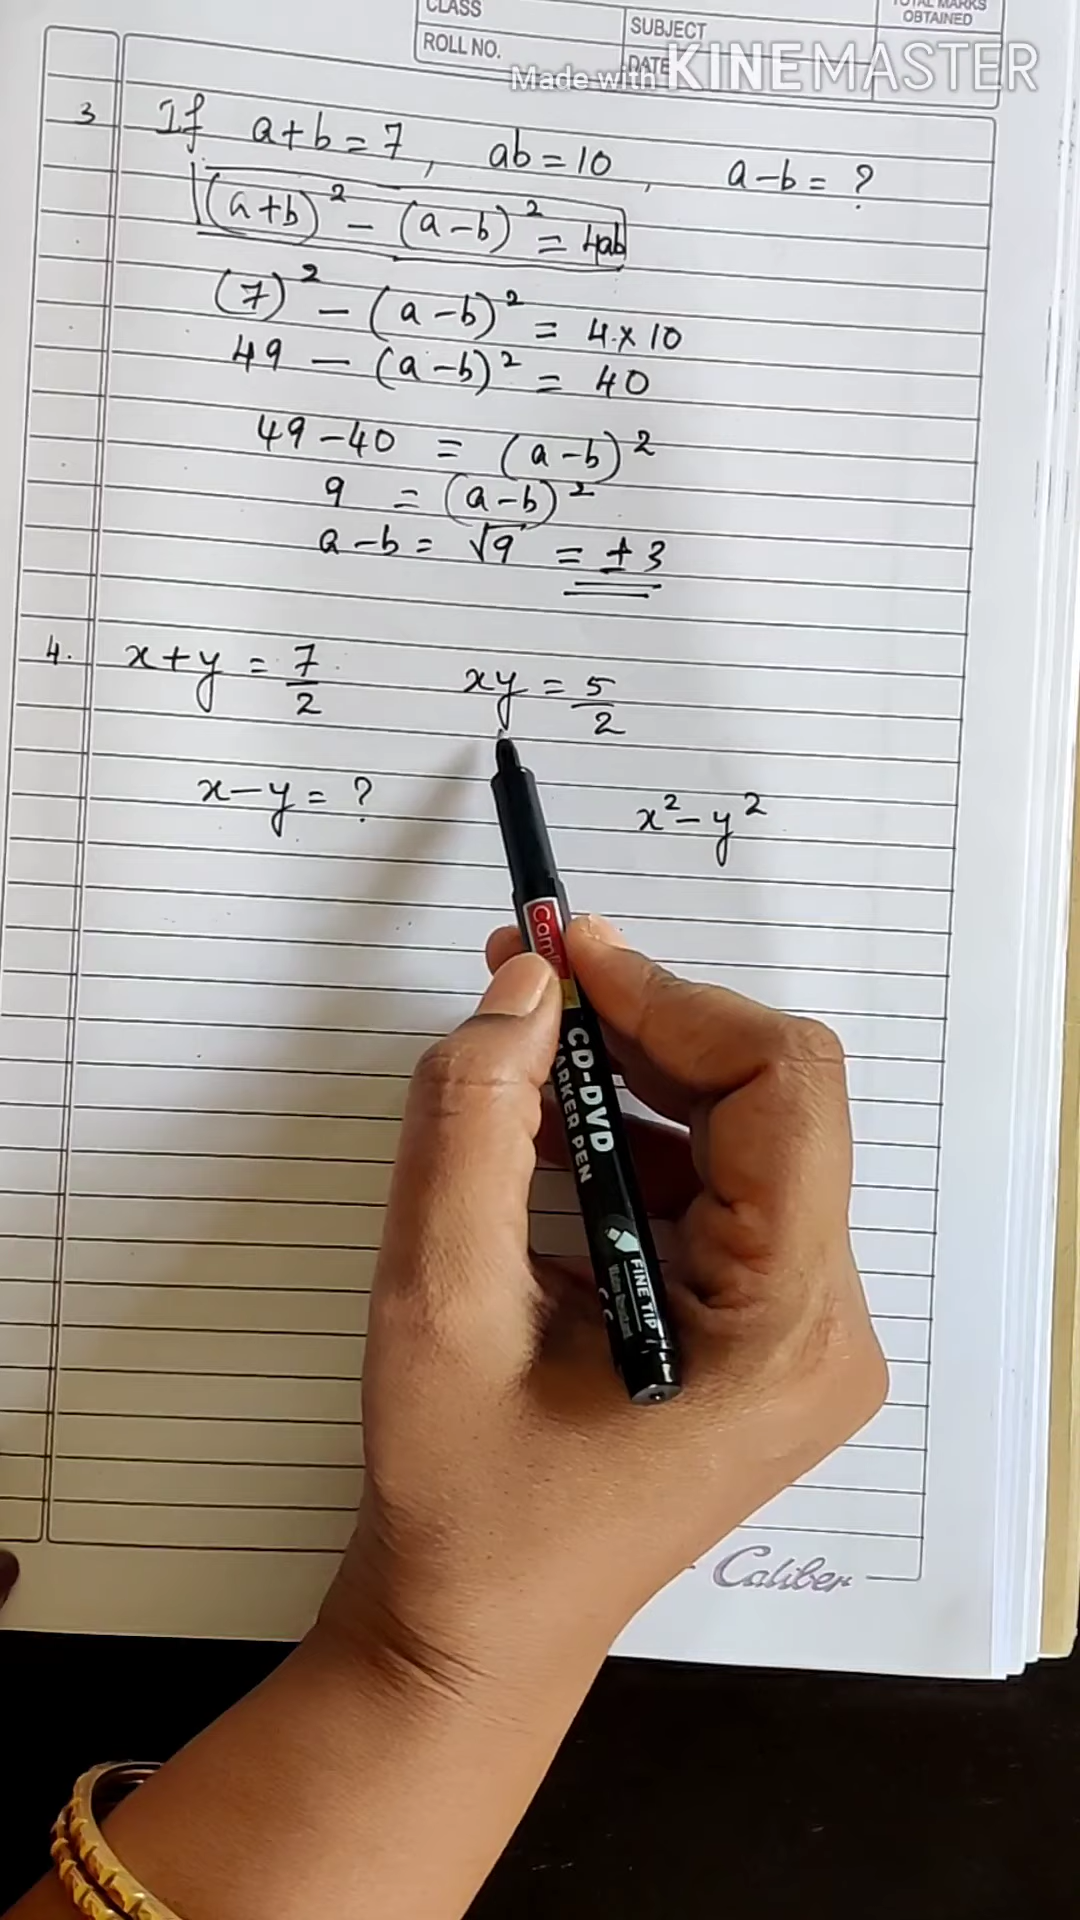 CLASS
ROLL NO.
SUBJECT
DATE
TOTAL MARKS
OBTAINED
Made with KINEMASTER
3 If a+b=7, ab=10, a-b=?
(a+b)² - (a-b)² = 4ab
(7)² - (a-b)² = 4×10
49 - (a-b)² = 40
49-40 = (a-b)²
9 = (a-b)²
a-b = √9 = ±3
4. x+y = 7/2 xy = 5/2
x-y = ? x²-y²
CD-DVD
MARKER PEN
FINE TIP
Caliber